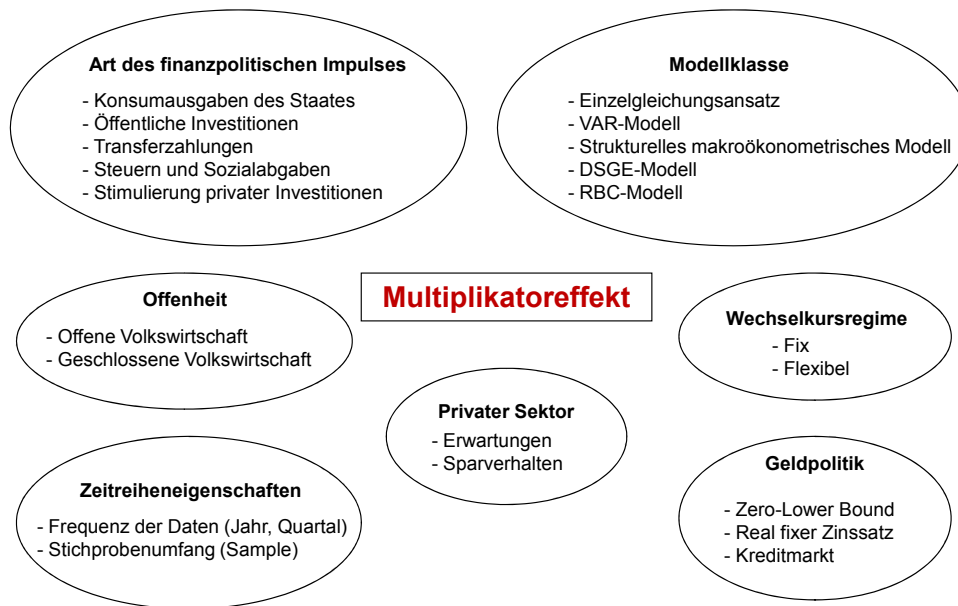 Art des finanzpolitischen Impulses
- Konsumausgaben des Staates
- Öffentliche Investitionen
- Transferzahlungen
- Steuern und Sozialabgaben
- Stimulierung privater Investitionen
Modellklasse
- Einzelgleichungsansatz
- VAR-Modell
- Strukturelles makroökonometrisches Modell
- DSGE-Modell
- RBC-Modell
Offenheit
- Offene Volkswirtschaft
- Geschlossene Volkswirtschaft
Multiplikatoreffekt
Wechselkursregime
- Fix
- Flexibel
Privater Sektor
- Erwartungen
- Sparverhalten
Zeitreiheneigenschaften
- Frequenz der Daten (Jahr, Quartal)
- Stichprobenumfang (Sample)
Geldpolitik
- Zero-Lower Bound
- Real fixer Zinssatz
- Kreditmarkt